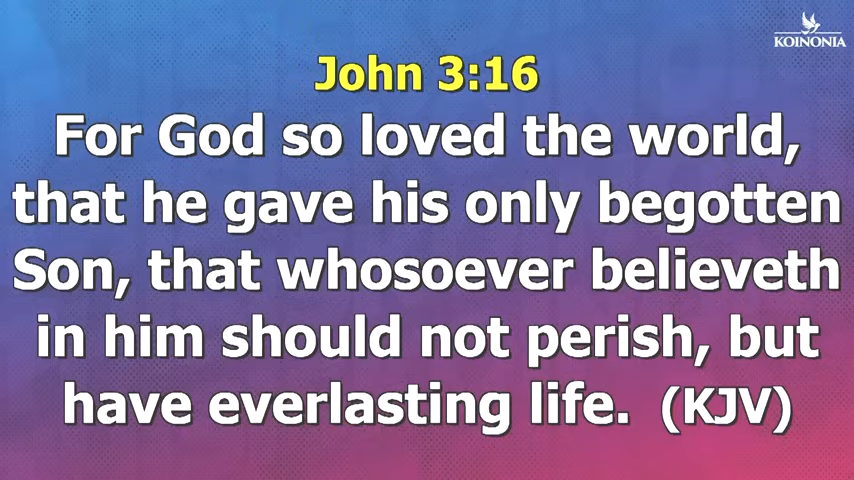 KOINONIA
John 3:16
For God so loved the world,
that he gave his only begotten
Son, that whosoever believeth
in him should not perish, but
have everlasting life. (KJV)